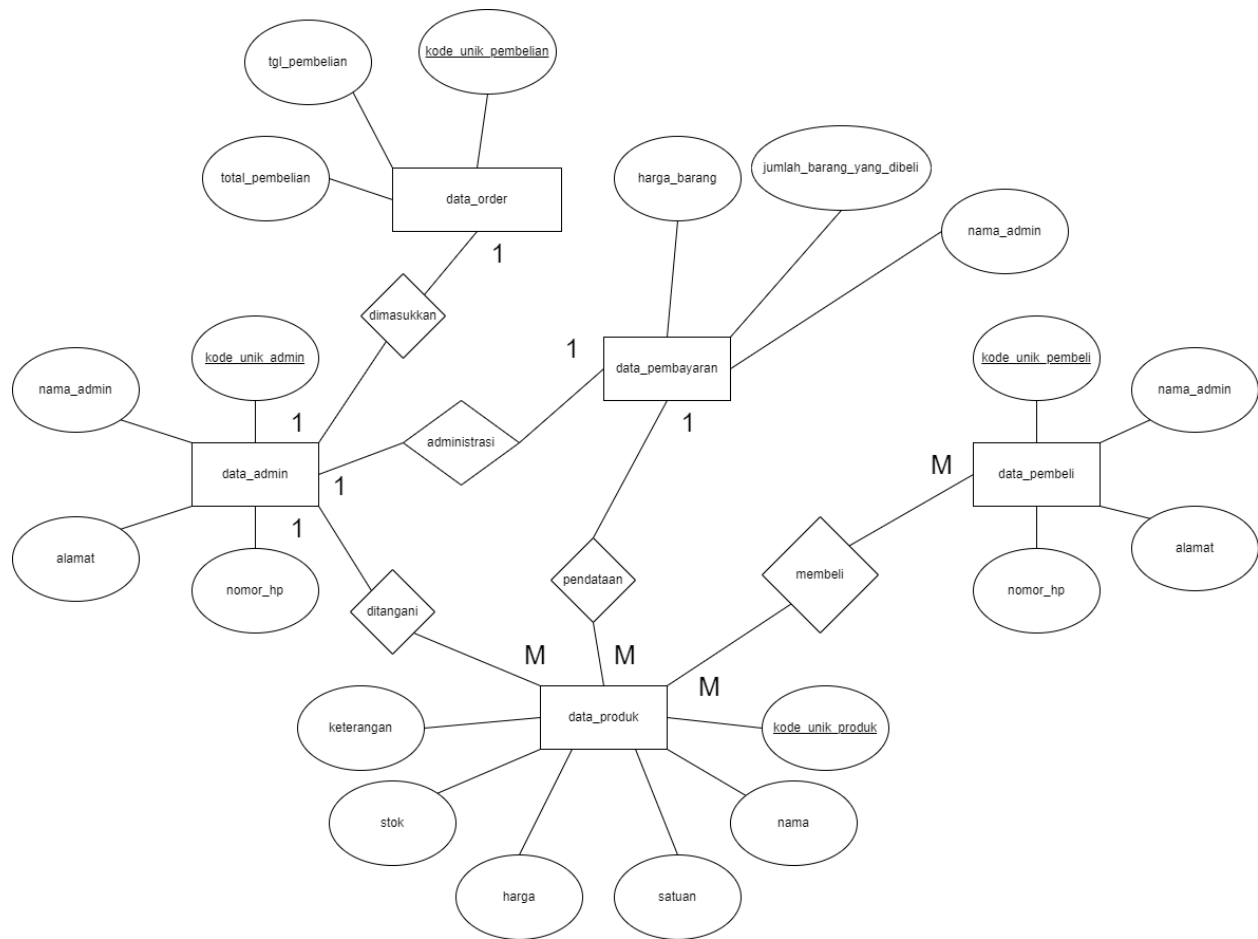 kode_unik_pembelian
tgl_pembelian
total_pembelian
data_order
1
harga_barang
jumlah_barang_yang_dibeli
nama_admin
dimasukkan
kode_unik_admin
nama_admin
1
data_admin
1
1
alamat
nomor_hp
administrasi
1
data_pembayaran
1
kode_unik_pembeli
nama_admin
M
data_pembeli
alamat
nomor_hp
membeli
pendataan
ditangani
M
M
M
data_produk
keterangan
kode_unik_produk
stok
nama
harga
satuan